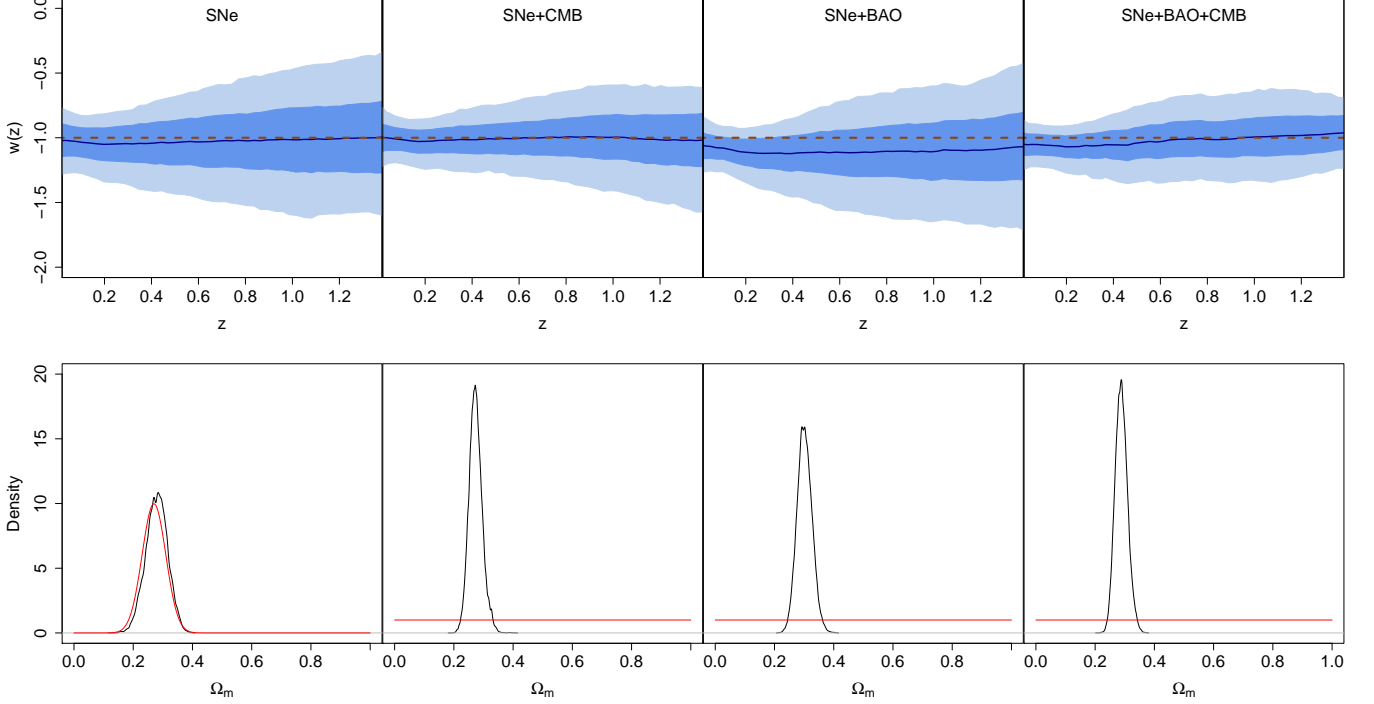 SNe SNe+CMB SNe+BAO SNe+BAO+CMB
w(z)
0.0
−0.5
−1.0
−1.5
−2.0
0.2 0.4 0.6 0.8 1.0 1.2 0.2 0.4 0.6 0.8 1.0 1.2 0.2 0.4 0.6 0.8 1.0 1.2 0.2 0.4 0.6 0.8 1.0 1.2
z z z z
Density
20
15
10
5
0
0.0 0.2 0.4 0.6 0.8 0.0 0.2 0.4 0.6 0.8 0.0 0.2 0.4 0.6 0.8 0.0 0.2 0.4 0.6 0.8 1.0
Ωm Ωm Ωm Ωm